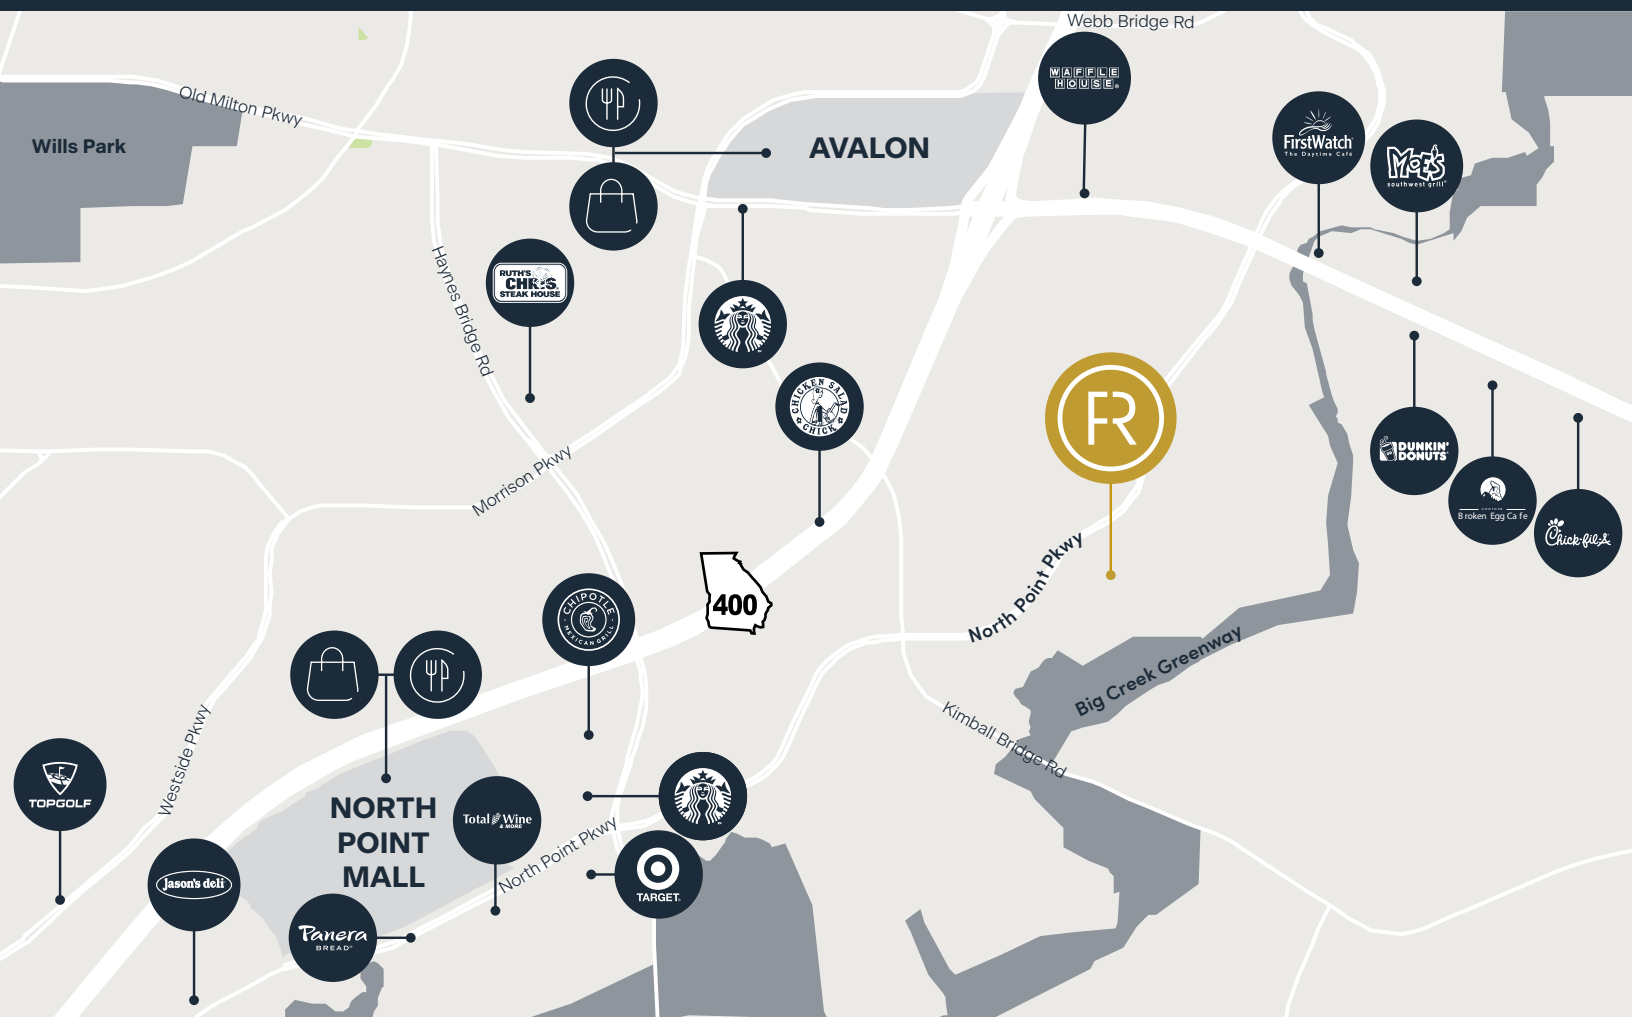 Webb Bridge Rd
WAFFLE
HOUSE
Old Milton Pkwy
Wills Park
AVALON
FirstWatch
The Daytime Café
MOE'S
southwest grill
RUTH'S
CHRIS
STEAK HOUSE
Haynes Bridge Rd
CHICKEN SALAD
CHICK
FR
DUNKIN'
DONUTS
Broken Egg Cafe
Chick-fil-A
Morrison Pkwy
North Point Pkwy
400
CHIPOTLE
MEXICAN GRILL
Big Creek Greenway
Kimball Bridge Rd
Westside Pkwy
TOPGOLF
NORTH
POINT
MALL
Total Wine
& MORE
North Point Pkwy
TARGET
Jason's deli
Panera
BREAD